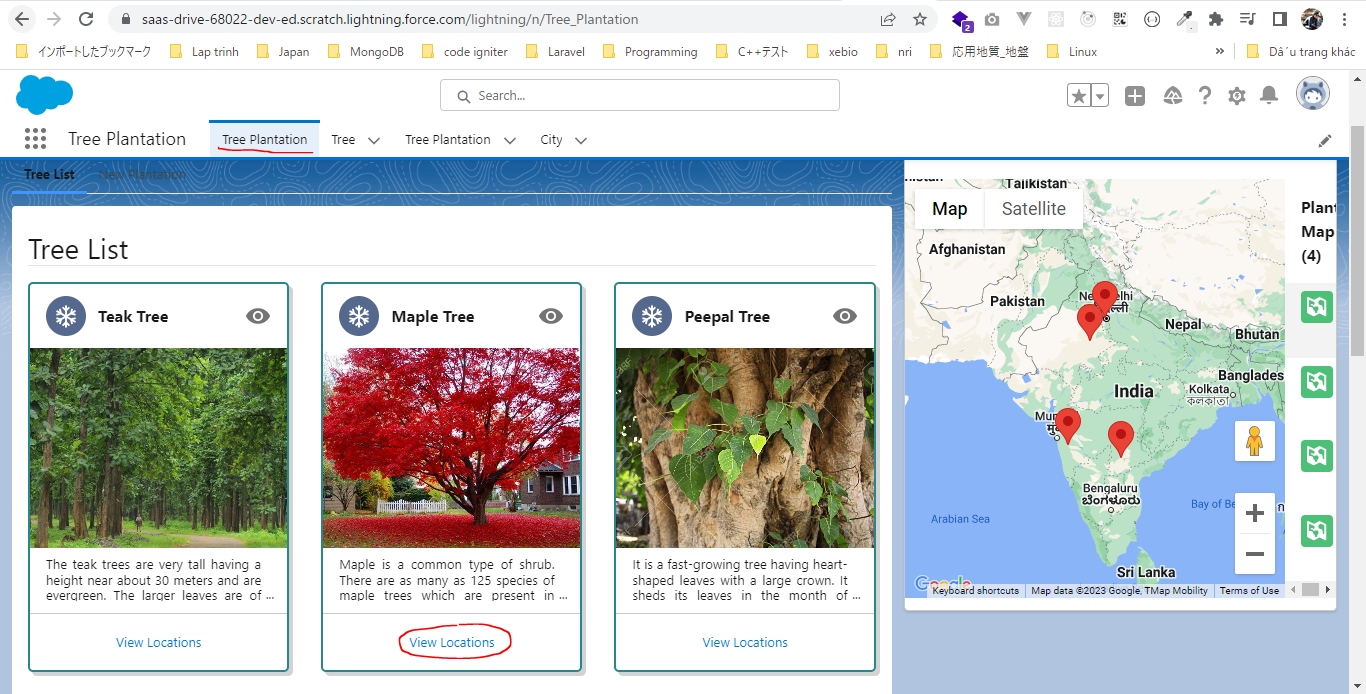 saas-drive-68022-dev-ed.scratch.lightning.force.com/lightning/n/Tree_Plantation
2
インポートしたブックマーク Lap trinh Japan MongoDB code igniter Laravel Programming C++テスト xebio nri 応用地質_地盤 Linux » Dấu trang khác
Search...
Tree Plantation Tree Plantation Tree Tree Plantation City
Tree List New Plantation
Tree List
Teak Tree
The teak trees are very tall having a
height near about 30 meters and are
evergreen. The larger leaves are of ...
View Locations
Maple Tree
Maple is a common type of shrub.
There are as many as 125 species of
maple trees which are present in ...
View Locations
Peepal Tree
It is a fast-growing tree having heart-
shaped leaves with a large crown. It
sheds its leaves in the month of ...
View Locations
Tajikistan
Map Satellite
Afghanistan
Pakistan
Nepal
Bhutan
Banglades
India
Kolkata
কলকাতা
Bengaluru
ಬೆಂಗಳೂರು
Arabian Sea
Bay of Be
Sri Lanka
Google
Keyboard shortcuts Map data ©2023 Google, TMap Mobility Terms of Use
Plant
Map
(4)